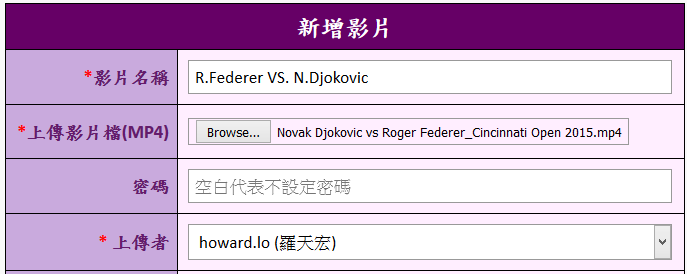 新增影片
*影片名稱 R.Federer VS. N.Djokovic
*上傳影片檔(MP4) Browse... Novak Djokovic vs Roger Federer_Cincinnati Open 2015.mp4
密碼 空白代表不設定密碼
* 上傳者 howard.lo (羅天宏)